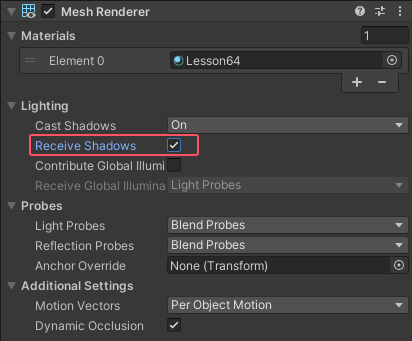 Mesh Renderer
Materials 1
Element 0 Lesson64
+ −
Lighting
Cast Shadows On
Receive Shadows
Contribute Global Illumi
Receive Global Illumina Light Probes
Probes
Light Probes Blend Probes
Reflection Probes Blend Probes
Anchor Override None (Transform)
Additional Settings
Motion Vectors Per Object Motion
Dynamic Occlusion